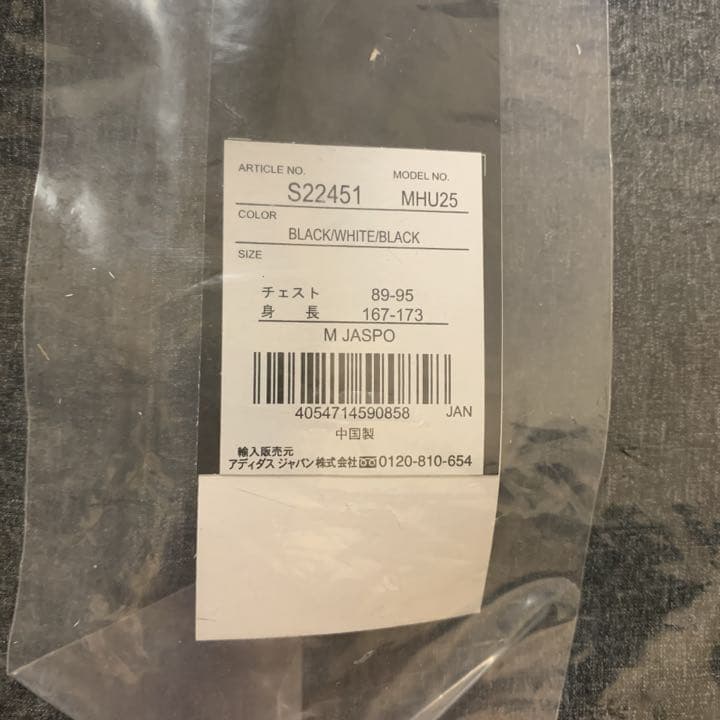 ARTICLE NO. MODEL NO.
S22451 MHU25
COLOR
BLACK/WHITE/BLACK
SIZE
チェスト 89-95
身 長 167-173
M JASPO
4054714590858 JAN
中国製
輸入販売元
アディダス ジャパン株式会社 0120-810-654